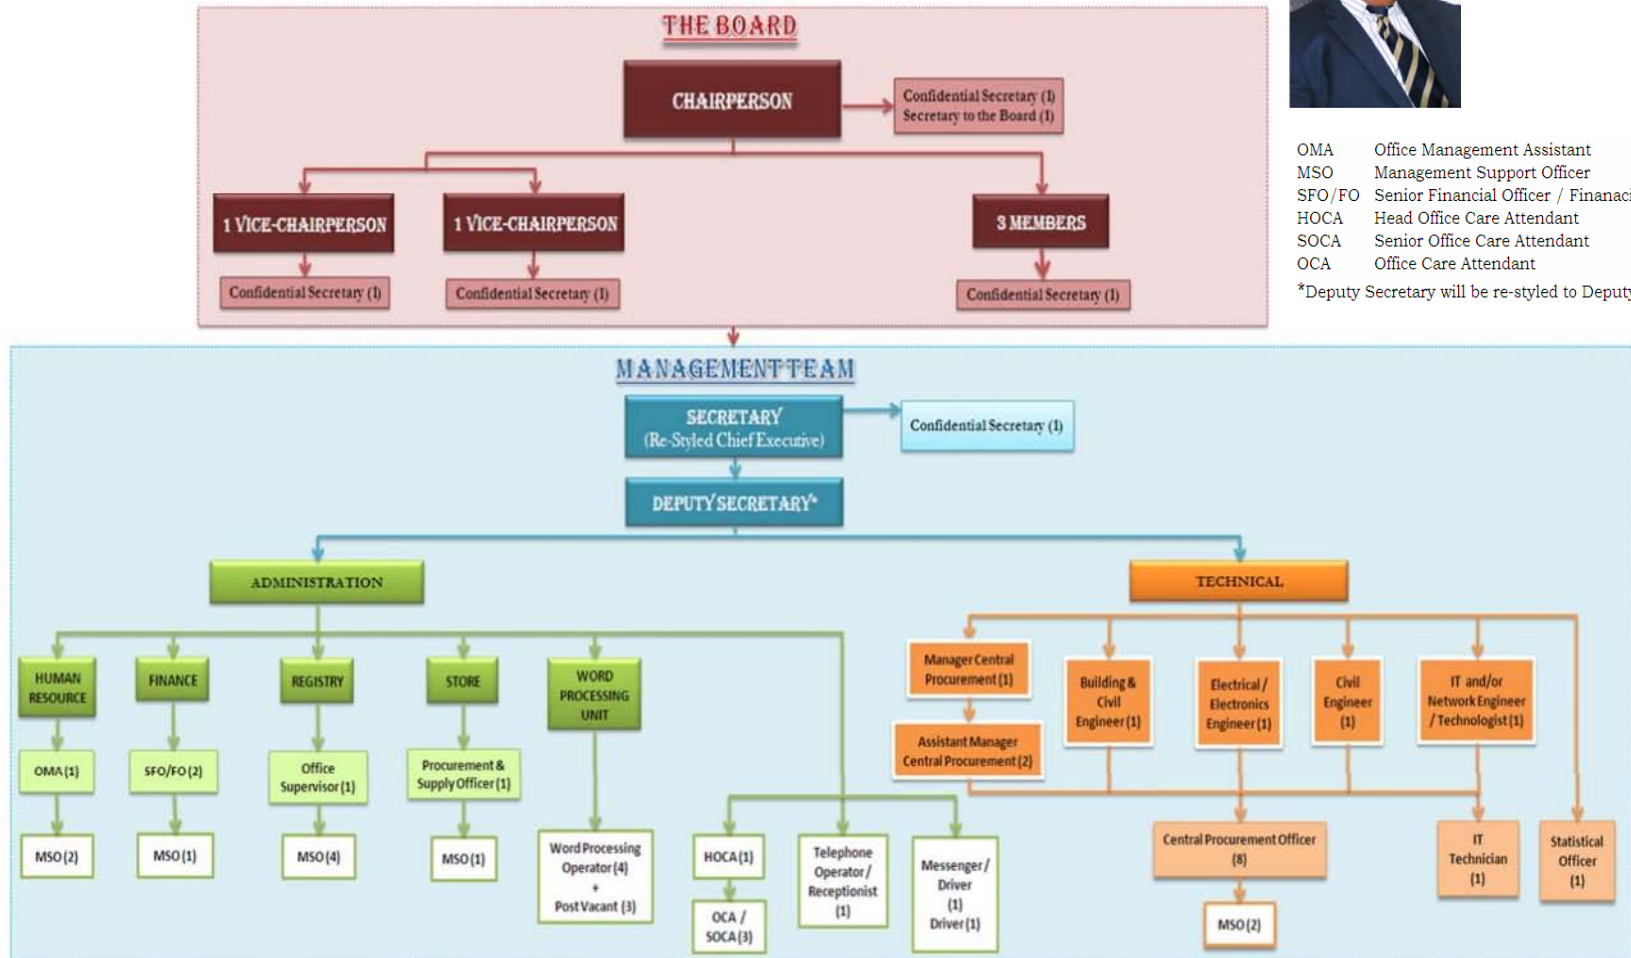 THE BOARD
CHAIRPERSON
Confidential Secretary (1)
Secretary to the Board (1)
1 VICE-CHAIRPERSON
1 VICE-CHAIRPERSON
3 MEMBERS
Confidential Secretary (1)
Confidential Secretary (1)
Confidential Secretary (1)
OMA Office Management Assistant
MSO Management Support Officer
SFO/FO Senior Financial Officer / Finanaci
HOCA Head Office Care Attendant
SOCA Senior Office Care Attendant
OCA Office Care Attendant
*Deputy Secretary will be re-styled to Deputy
MANAGEMENT TEAM
SECRETARY
(Re-Styled Chief Executive)
Confidential Secretary (1)
DEPUTY SECRETARY*
ADMINISTRATION
TECHNICAL
HUMAN
RESOURCE
FINANCE
REGISTRY
STORE
WORD
PROCESSING
UNIT
OMA (1)
SFO/FO (2)
Office
Supervisor (1)
Procurement &
Supply Officer (1)
MSO (2)
MSO (1)
MSO (4)
MSO (1)
Word Processing
Operator (4)
+
Post Vacant (3)
HOCA (1)
OCA /
SOCA (3)
Telephone
Operator /
Receptionist
(1)
Messenger /
Driver
(1)
Driver (1)
Manager Central
Procurement (1)
Assistant Manager
Central Procurement (2)
Building &
Civil
Engineer (1)
Electrical /
Electronics
Engineer (1)
Civil
Engineer
(1)
IT and/or
Network Engineer
/ Technologist (1)
Central Procurement Officer
(8)
MSO (2)
IT
Technician
(1)
Statistical
Officer
(1)